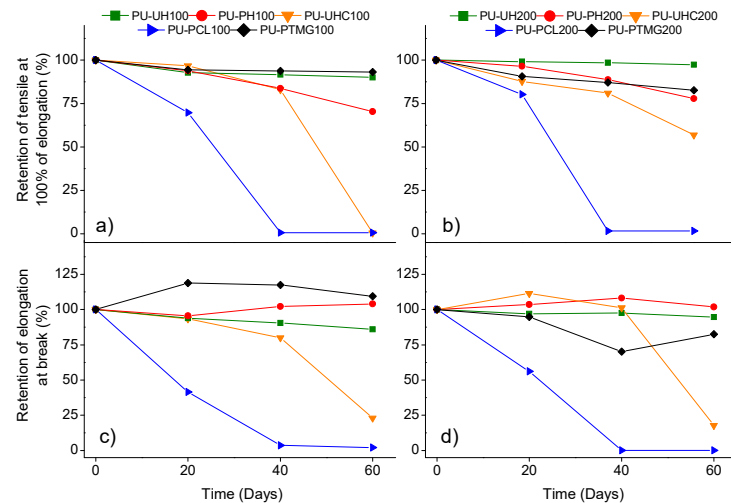 PU-UH100 PU-PH100 PU-UHC100
PU-PCL100 PU-PTMG100
PU-UH200 PU-PH200 PU-UHC200
PU-PCL200 PU-PTMG200
Retention of tensile at
100% of elongation (%)
100
75
50
25
0
a)
100
75
50
25
0
b)
Retention of elongation
at break (%)
125
100
75
50
25
0
c)
0 20 40 60
Time (Days)
125
100
75
50
25
0
d)
0 20 40 60
Time (Days)